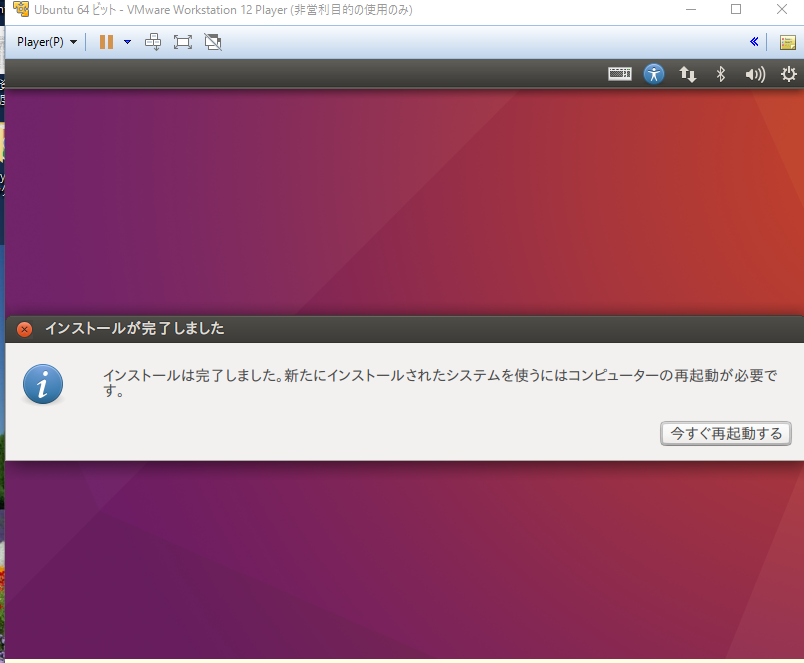 Ubuntu 64 ビット - VMware Workstation 12 Player (非営利目的の使用のみ)
Player(P)
インストールが完了しました
インストールは完了しました。新たにインストールされたシステムを使うにはコンピューターの再起動が必要で
す。
今すぐ再起動する